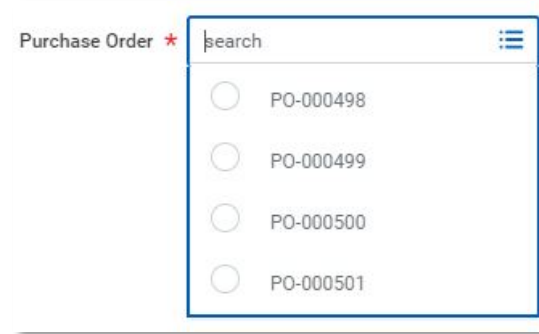 Purchase Order * search
PO-000498
PO-000499
PO-000500
PO-000501